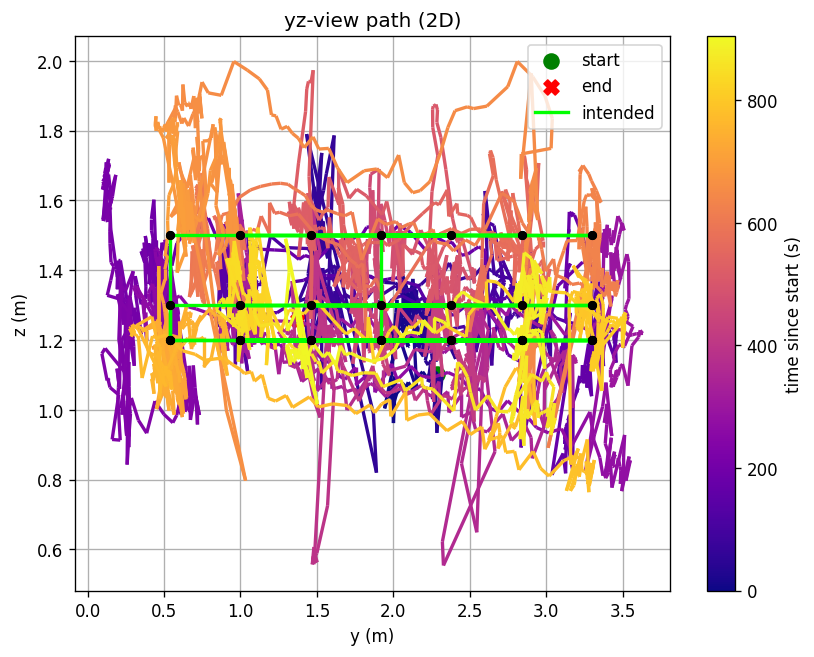 yz-view path (2D)
start
end
intended
2.0
1.8
1.6
1.4
1.2
1.0
0.8
0.6
z (m)
0.0 0.5 1.0 1.5 2.0 2.5 3.0 3.5
y (m)
800
600
400
200
0
time since start (s)